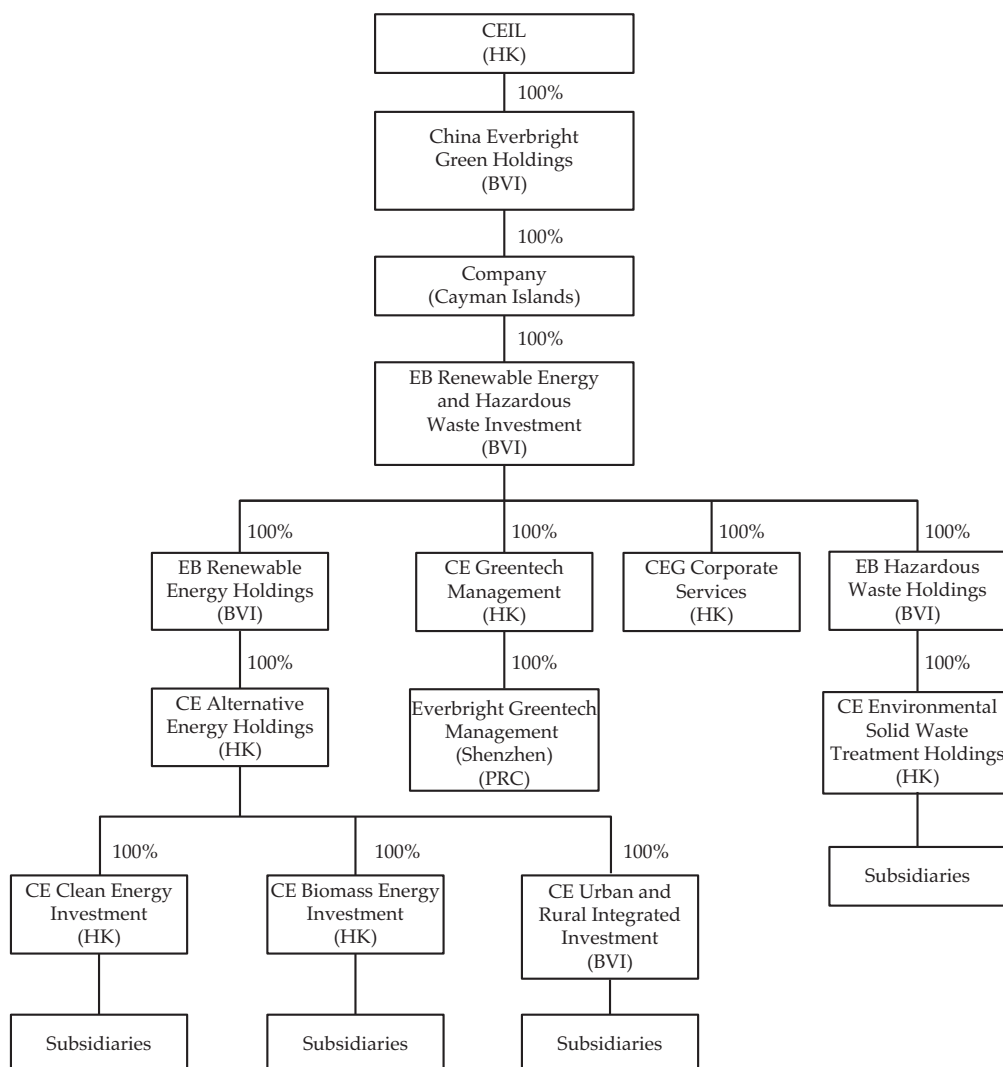 CEIL
(HK)
100%
China Everbright
Green Holdings
(BVI)
100%
Company
(Cayman Islands)
100%
EB Renewable Energy
and Hazardous
Waste Investment
(BVI)
100%
100%
100%
100%
EB Renewable
Energy Holdings
(BVI)
CE Greentech
Management
(HK)
CEG Corporate
Services
(HK)
EB Hazardous
Waste Holdings
(BVI)
100%
100%
100%
CE Alternative
Energy Holdings
(HK)
Everbright Greentech
Management
(Shenzhen)
(PRC)
CE Environmental
Solid Waste
Treatment Holdings
(HK)
100%
100%
100%
CE Clean Energy
Investment
(HK)
CE Biomass Energy
Investment
(HK)
CE Urban and
Rural Integrated
Investment
(BVI)
Subsidiaries
Subsidiaries
Subsidiaries
Subsidiaries